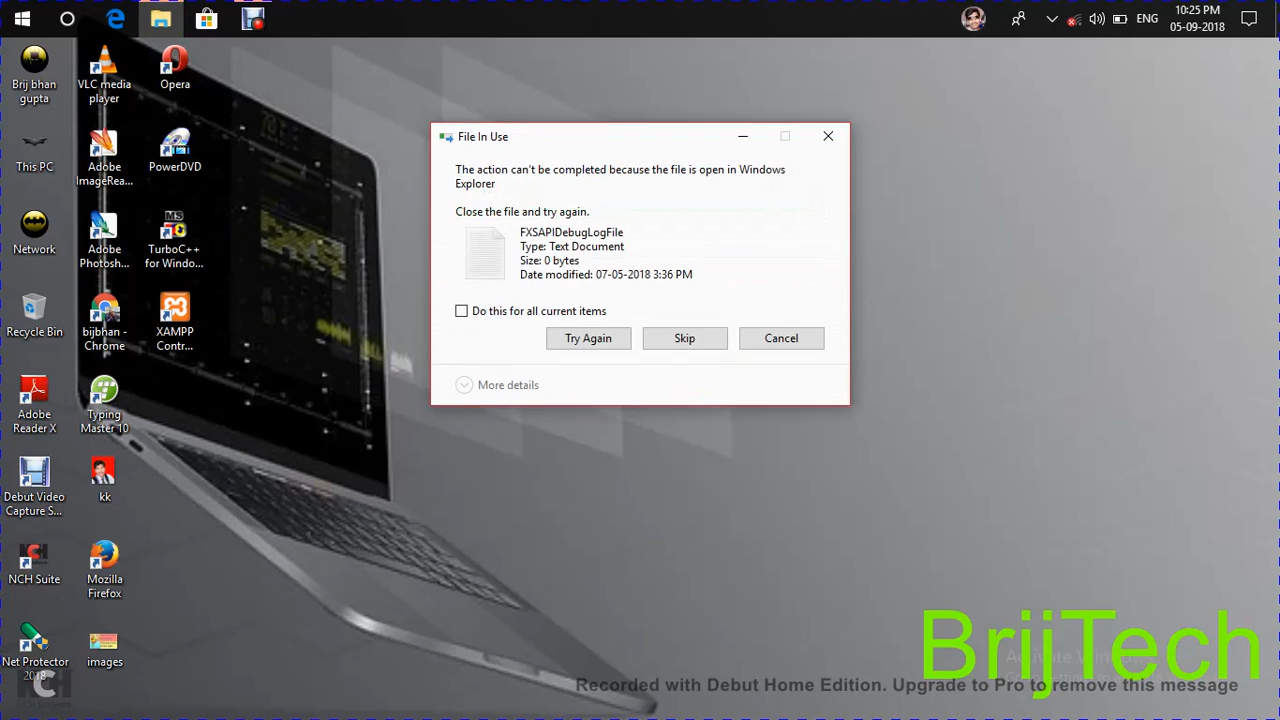 10:25 PM
ENG
05-09-2018
Brij bhan
gupta
VLC media
player
Opera
This PC
Adobe
ImageRea...
PowerDVD
Network
Adobe
Photosh...
MS
TurboC++
for Windo...
Recycle Bin
bijbhan -
Chrome
XAMPP
Contr...
Adobe
Reader X
Typing
Master 10
Debut Video
Capture S...
kk
NCH Suite
Mozilla
Firefox
Net Protector
2018
images
File In Use
The action can't be completed because the file is open in Windows
Explorer
Close the file and try again.
FXSAPIDebugLogFile
Type: Text Document
Size: 0 bytes
Date modified: 07-05-2018 3:36 PM
Do this for all current items
Try Again
Skip
Cancel
More details
BrijTech
Activate Windows
Recorded with Debut Home Edition. Upgrade to Pro to remove this message
NCH